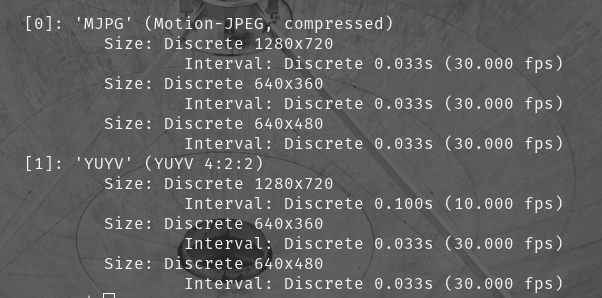 [0]: 'MJPG' (Motion-JPEG, compressed)
Size: Discrete 1280x720
Interval: Discrete 0.033s (30.000 fps)
Size: Discrete 640x360
Interval: Discrete 0.033s (30.000 fps)
Size: Discrete 640x480
Interval: Discrete 0.033s (30.000 fps)
[1]: 'YUYV' (YUYV 4:2:2)
Size: Discrete 1280x720
Interval: Discrete 0.100s (10.000 fps)
Size: Discrete 640x360
Interval: Discrete 0.033s (30.000 fps)
Size: Discrete 640x480
Interval: Discrete 0.033s (30.000 fps)